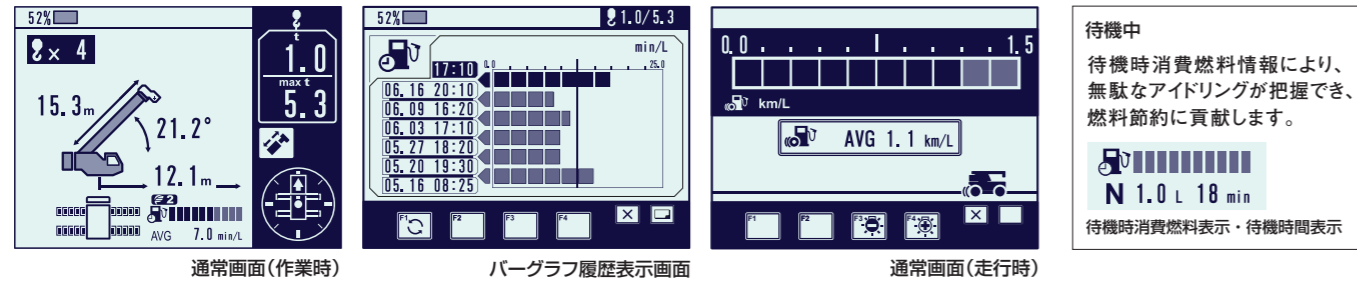 52%
× 4
15.3m
21.2°
12.1m
2
AVG 7.0 min/L
t
1.0
max t
5.3
通常画面(作業時)
52%
1.0/5.3
min/L
17:10
0.0
25.0
06.16 20:10
06.09 16:20
06.03 17:10
05.27 18:20
05.20 19:30
05.16 08:25
F1
F2
F3
F4
バーグラフ履歴表示画面
0.0
1.5
km/L
AVG 1.1 km/L
F1
F2
F3
F4
通常画面(走行時)
待機中
待機時消費燃料情報により、
無駄なアイドリングが把握でき、
燃料節約に貢献します。
N 1.0 L 18 min
待機時消費燃料表示・待機時間表示